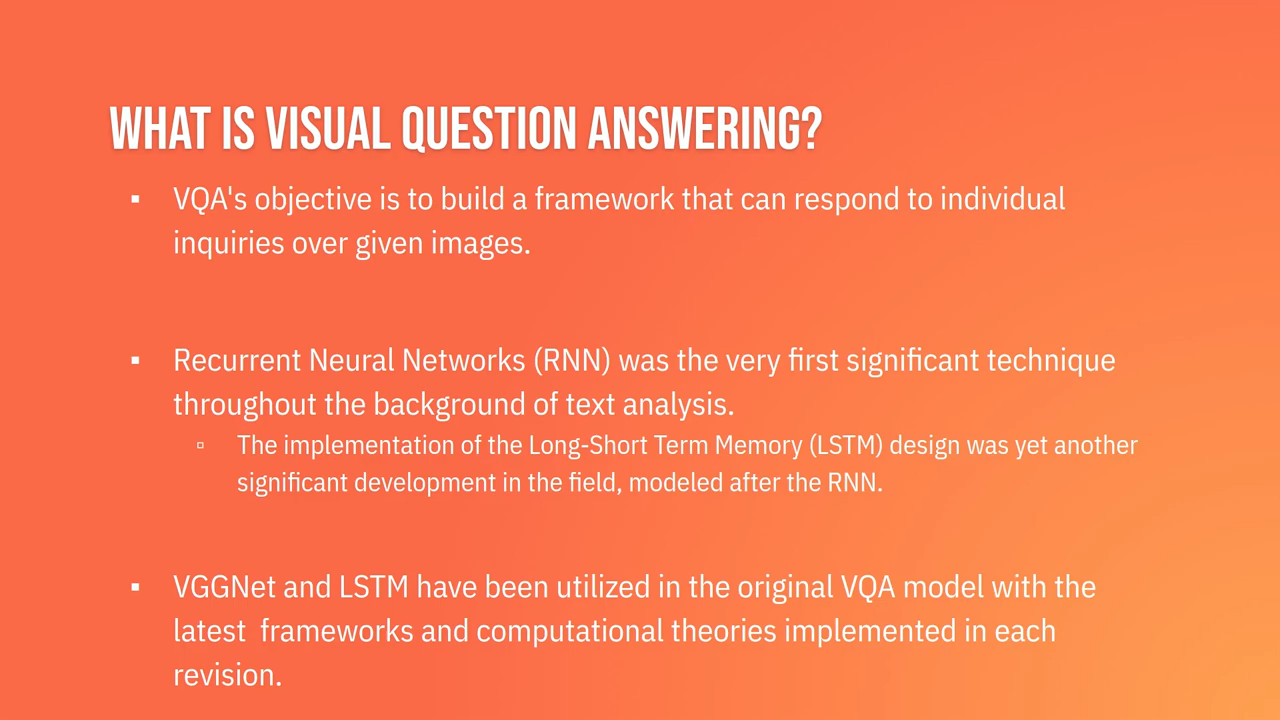 WHAT IS VISUAL QUESTION ANSWERING?
▪ VQA's objective is to build a framework that can respond to individual
inquiries over given images.
▪ Recurrent Neural Networks (RNN) was the very first significant technique
throughout the background of text analysis.
▫ The implementation of the Long-Short Term Memory (LSTM) design was yet another
significant development in the field, modeled after the RNN.
▪ VGGNet and LSTM have been utilized in the original VQA model with the
latest  frameworks and computational theories implemented in each
revision.